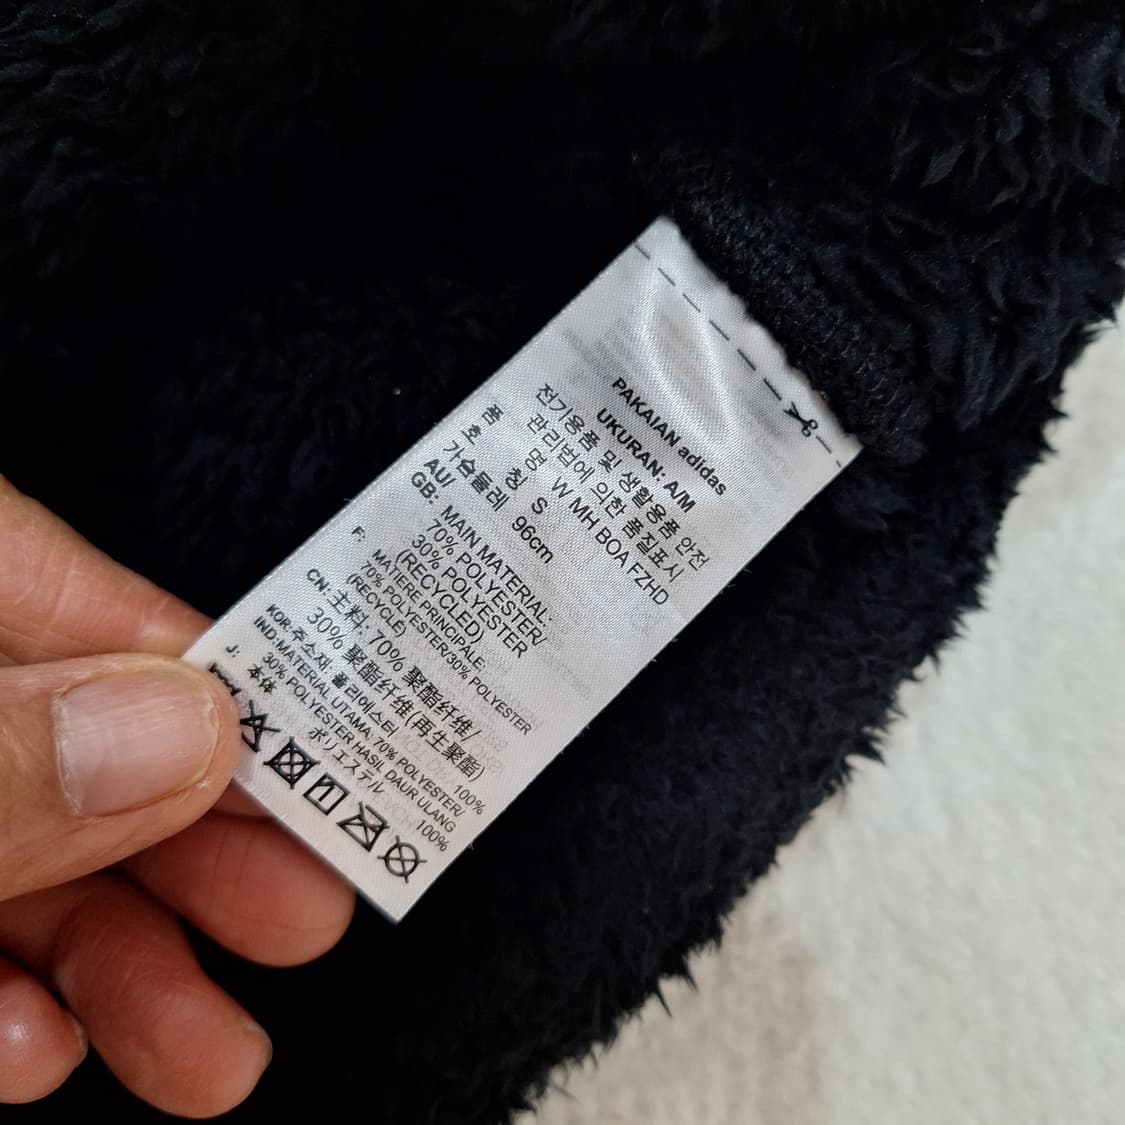 PAKAIAN adidas
UKURAN: A/M
전기용품 및 생활용품 안전
관리법에 의한 품질표시
품 명 W MH BOA FZHD
호 칭 S
가슴둘레 96cm
AU/
GB: MAIN MATERIAL:
70% POLYESTER/
30% POLYESTER
(RECYCLED)
F: MATIERE PRINCIPALE:
70% POLYESTER/30% POLYESTER
(RECYCLÉ)
CN: 主料: 70% 聚酯纤维/
30% 聚酯纤维(再生聚酯)
KOR:주소재: 폴리에스터 100%
IND:MATERIAL UTAMA: 70% POLYESTER/
30% POLYESTER HASIL DAUR ULANG
J: 本体 ポリエステル 100%